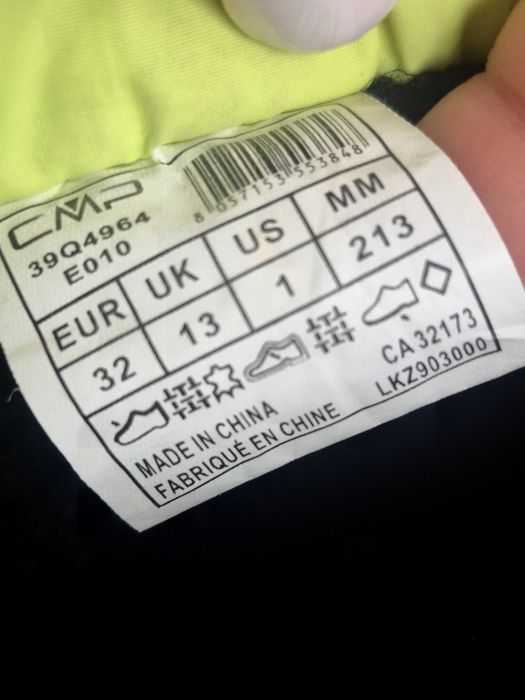 CMP
8 057153 553848
39Q4964
E010
EUR UK US MM
32 13 1 213
MADE IN CHINA
FABRIQUÉ EN CHINE
CA 32173
LKZ903000